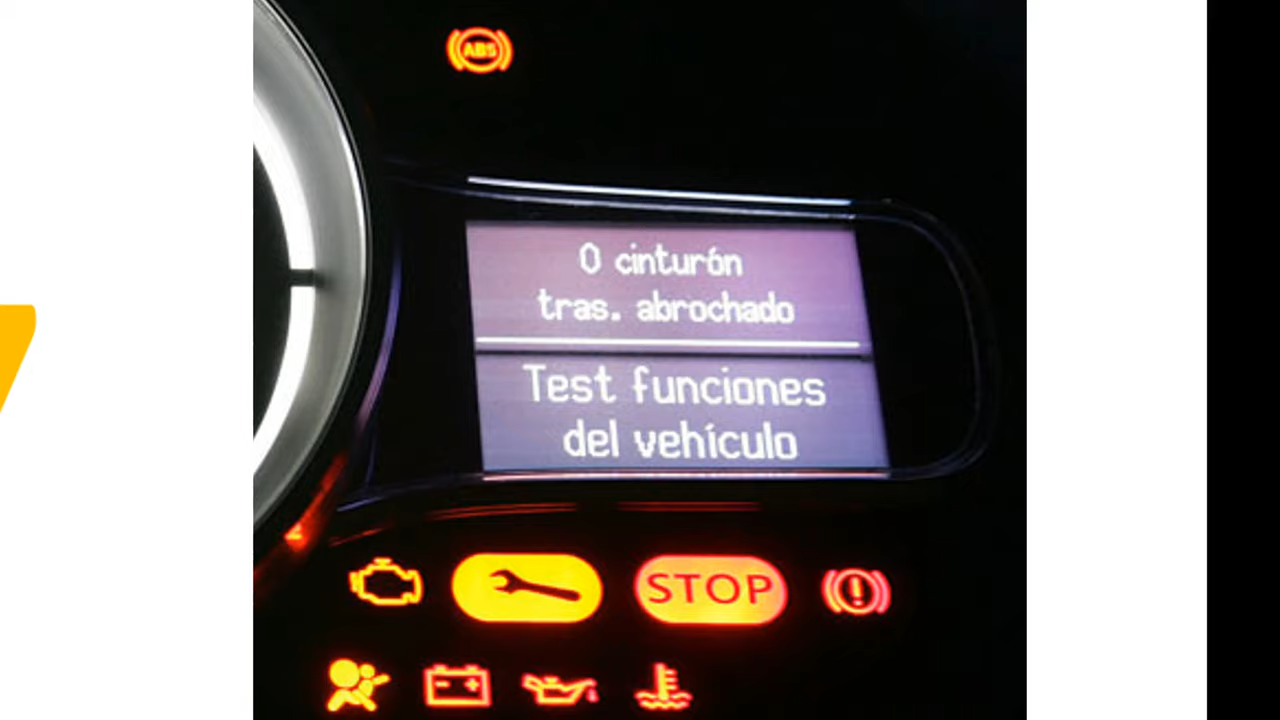 ABS
0 cinturón
tras. abrochado
Test funciones
del vehículo
STOP